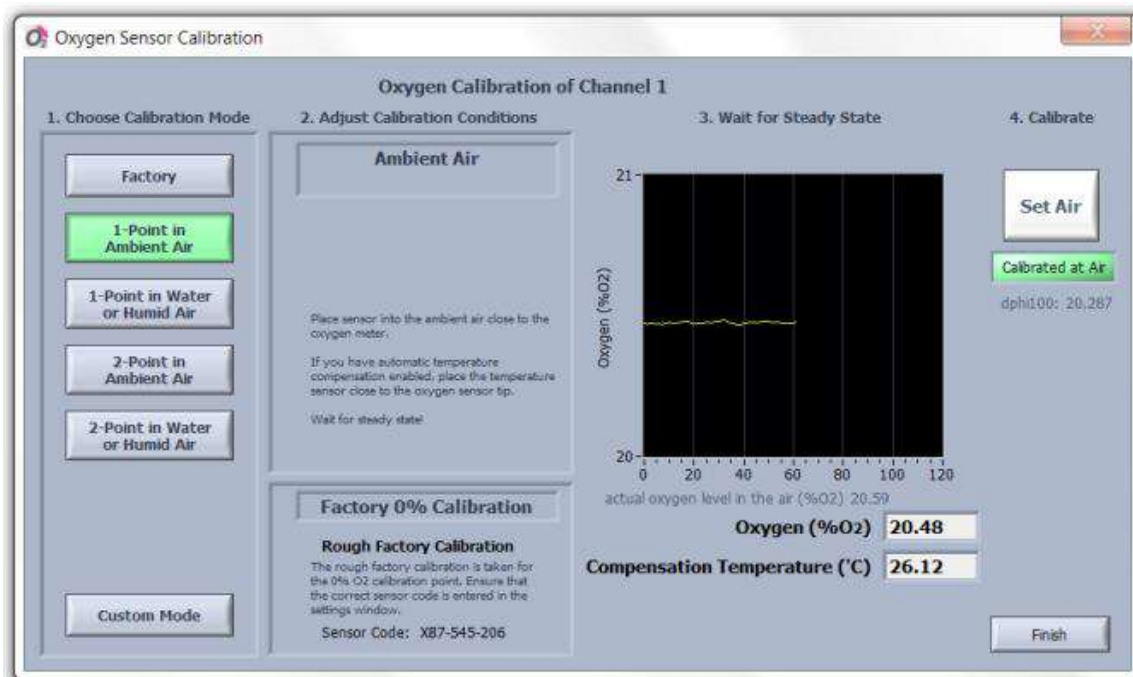 Oxygen Sensor Calibration
Oxygen Calibration of Channel 1
1. Choose Calibration Mode
Factory
1-Point in
Ambient Air
1-Point in Water
or Humid Air
2-Point in
Ambient Air
2-Point in Water
or Humid Air
Custom Mode
2. Adjust Calibration Conditions
Ambient Air
Place sensor into the ambient air close to the
oxygen meter.
If you have automatic temperature
compensation enabled, place the temperature
sensor close to the oxygen sensor tip.
Wait for steady state!
Factory 0% Calibration
Rough Factory Calibration
The rough factory calibration is taken for
the 0% O2 calibration point. Ensure that
the correct sensor code is entered in the
settings window.
Sensor Code: XB7-545-206
3. Wait for Steady State
21
Oxygen (%O2)
20
0 20 40 60 80 100 120
actual oxygen level in the air (%O2) 20.59
Oxygen (%O2) 20.48
Compensation Temperature (°C) 26.12
4. Calibrate
Set Air
Calibrated at Air
dphi100: 20.287
Finish